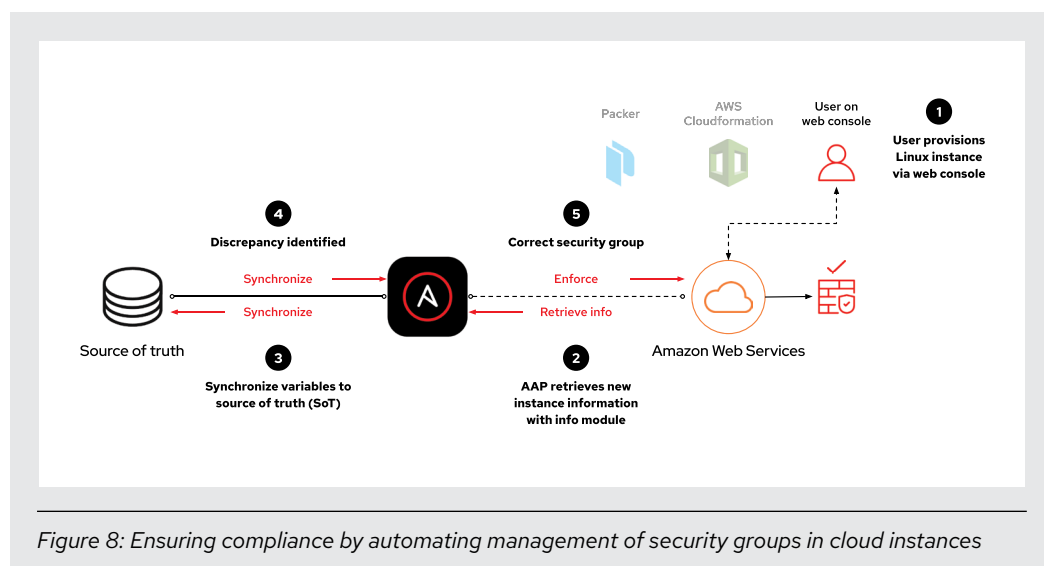 Packer
AWS
Cloudformation
User on
web console
1
User provisions
Linux instance
via web console
4
Discrepancy identified
5
Correct security group
Synchronize
Enforce
Synchronize
Retrieve info
Source of truth
Amazon Web Services
3
Synchronize variables to
source of truth (SoT)
2
AAP retrieves new
instance information
with info module
Figure 8: Ensuring compliance by automating management of security groups in cloud instances